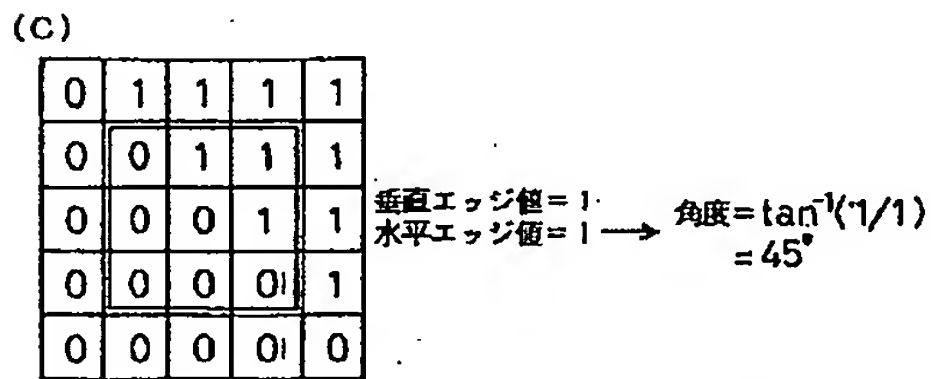 (C)
0 1 1 1 1
0 0 1 1 1
0 0 0 1 1
0 0 0 0 1
0 0 0 0 0
垂直エッジ値=1
水平エッジ値=1 → 角度=tan⁻¹(1/1)
=45°